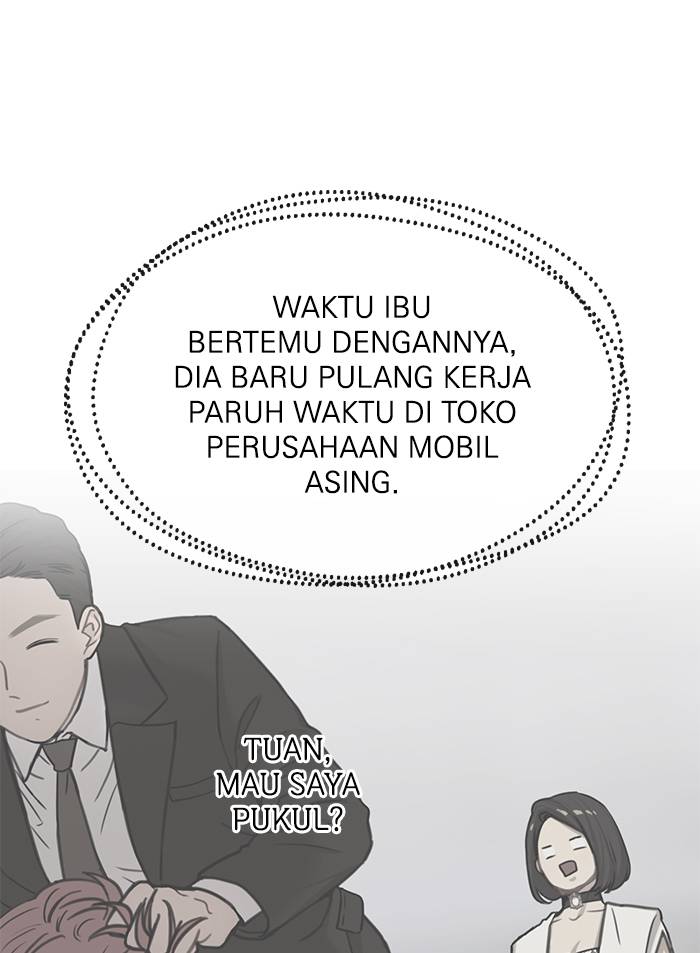 WAKTU IBU
BERTEMU DENGANNYA,
DIA BARU PULANG KERJA
PARUH WAKTU DI TOKO
PERUSAHAAN MOBIL
ASING.
TUAN,
MAU SAYA
PUKUL?